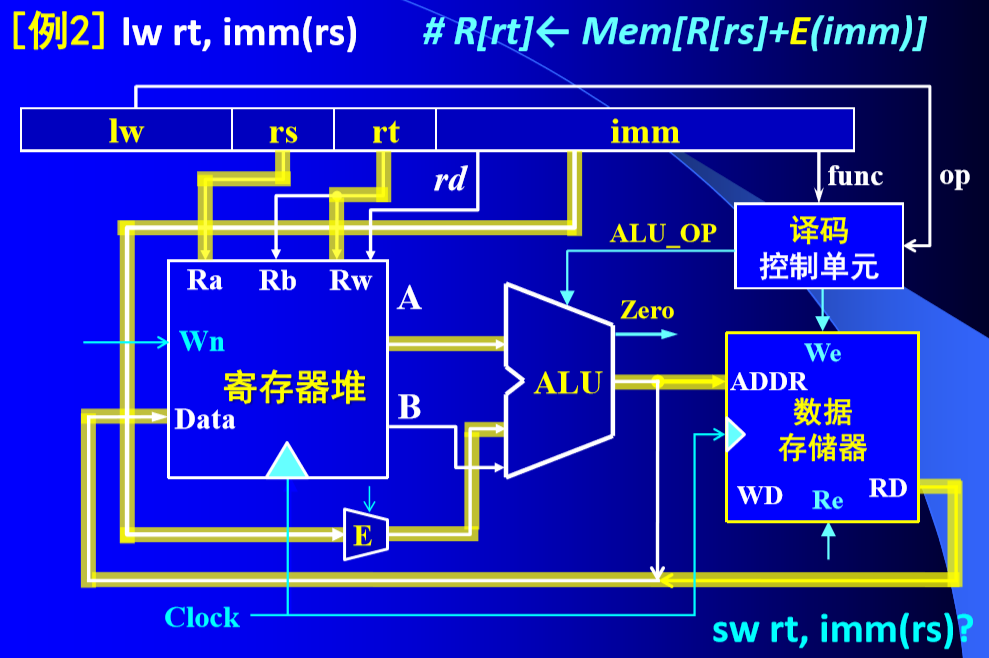 [例2] lw rt, imm(rs) # R[rt]← Mem[R[rs]+E(imm)]
lw rs rt imm
rd func op
ALU_OP 译码
控制单元
Ra Rb Rw A
Zero
Wn We
寄存器堆 ALU ADDR
Data B 数据
存储器
WD Re RD
E
Clock
sw rt, imm(rs)?